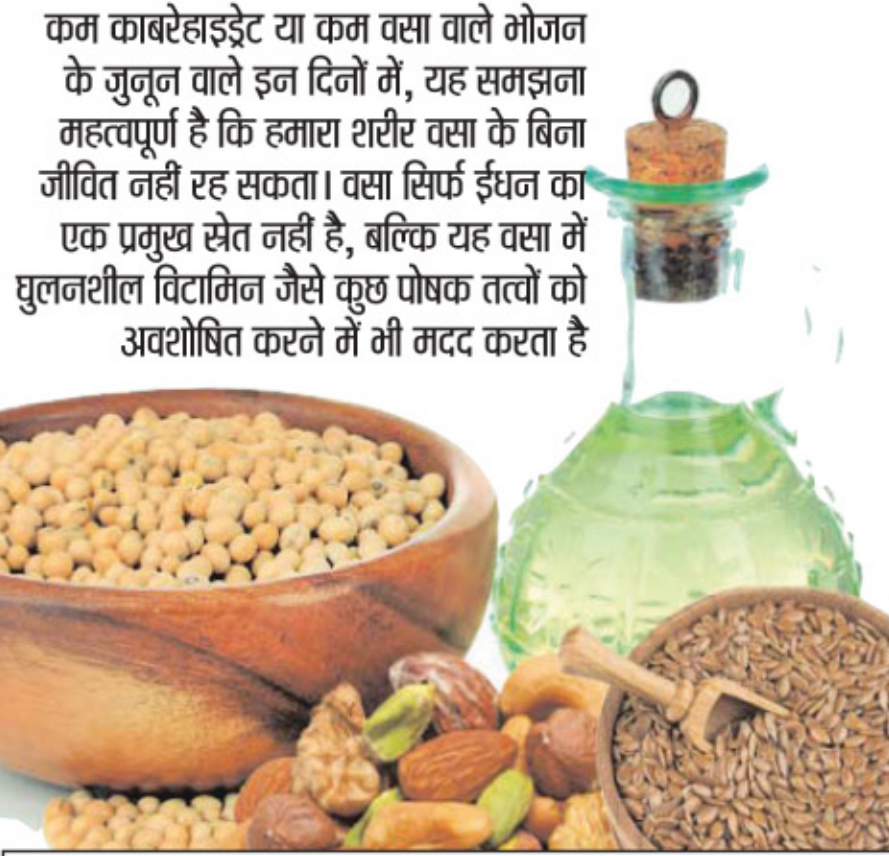 कम काबरेहाइड्रेट या कम वसा वाले भोजन
के जुनून वाले इन दिनों में, यह समझना
महत्वपूर्ण है कि हमारा शरीर वसा के बिना
जीवित नहीं रह सकता। वसा सिर्फ ईधन का
एक प्रमुख स्रेत नहीं है, बल्कि यह वसा में
घुलनशील विटामिन जैसे कुछ पोषक तत्वों को
अवशोषित करने में भी मदद करता है